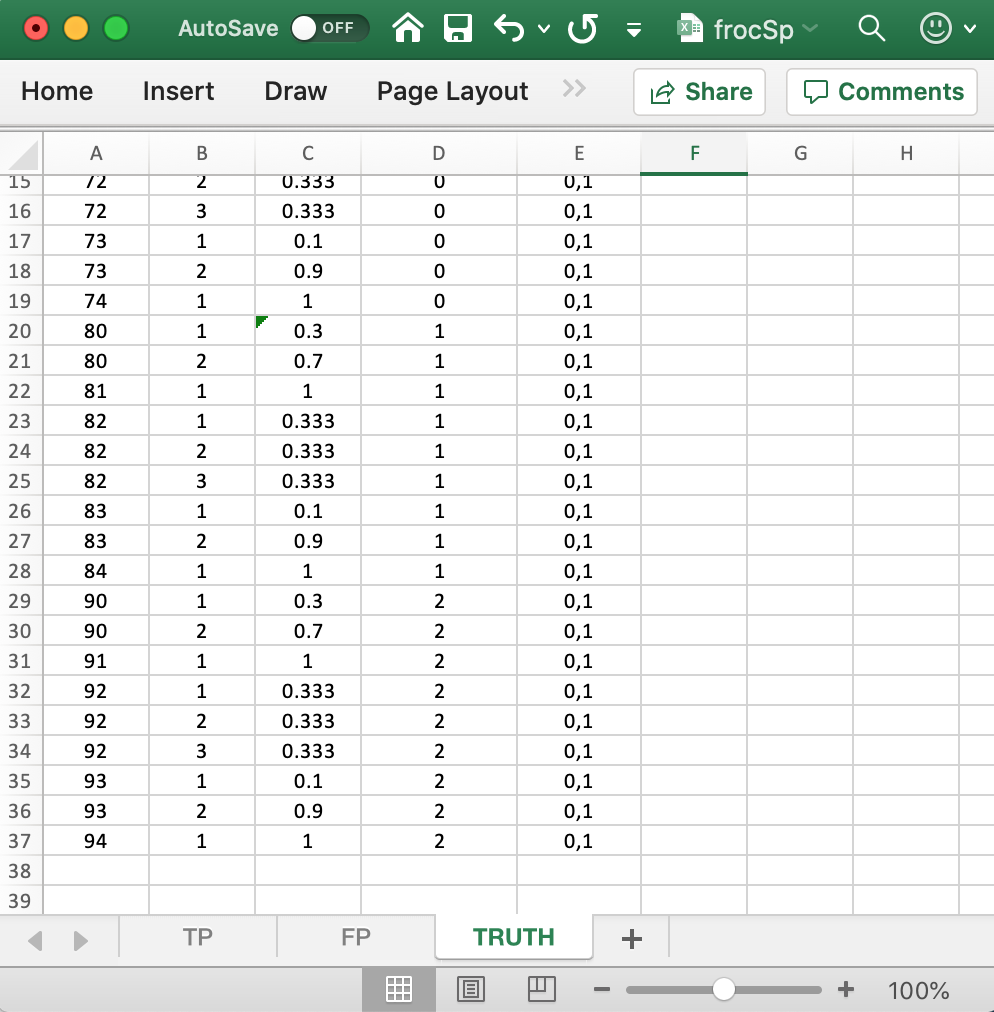 AutoSave OFF frocSp
Home Insert Draw Page Layout >> Share Comments
A B C D E F G H
15 72 2 0.333 0 0,1
16 72 3 0.333 0 0,1
17 73 1 0.1 0 0,1
18 73 2 0.9 0 0,1
19 74 1 1 0 0,1
20 80 1 0.3 1 0,1
21 80 2 0.7 1 0,1
22 81 1 1 1 0,1
23 82 1 0.333 1 0,1
24 82 2 0.333 1 0,1
25 82 3 0.333 1 0,1
26 83 1 0.1 1 0,1
27 83 2 0.9 1 0,1
28 84 1 1 1 0,1
29 90 1 0.3 2 0,1
30 90 2 0.7 2 0,1
31 91 1 1 2 0,1
32 92 1 0.333 2 0,1
33 92 2 0.333 2 0,1
34 92 3 0.333 2 0,1
35 93 1 0.1 2 0,1
36 93 2 0.9 2 0,1
37 94 1 1 2 0,1
38
39
TP FP TRUTH +
100%